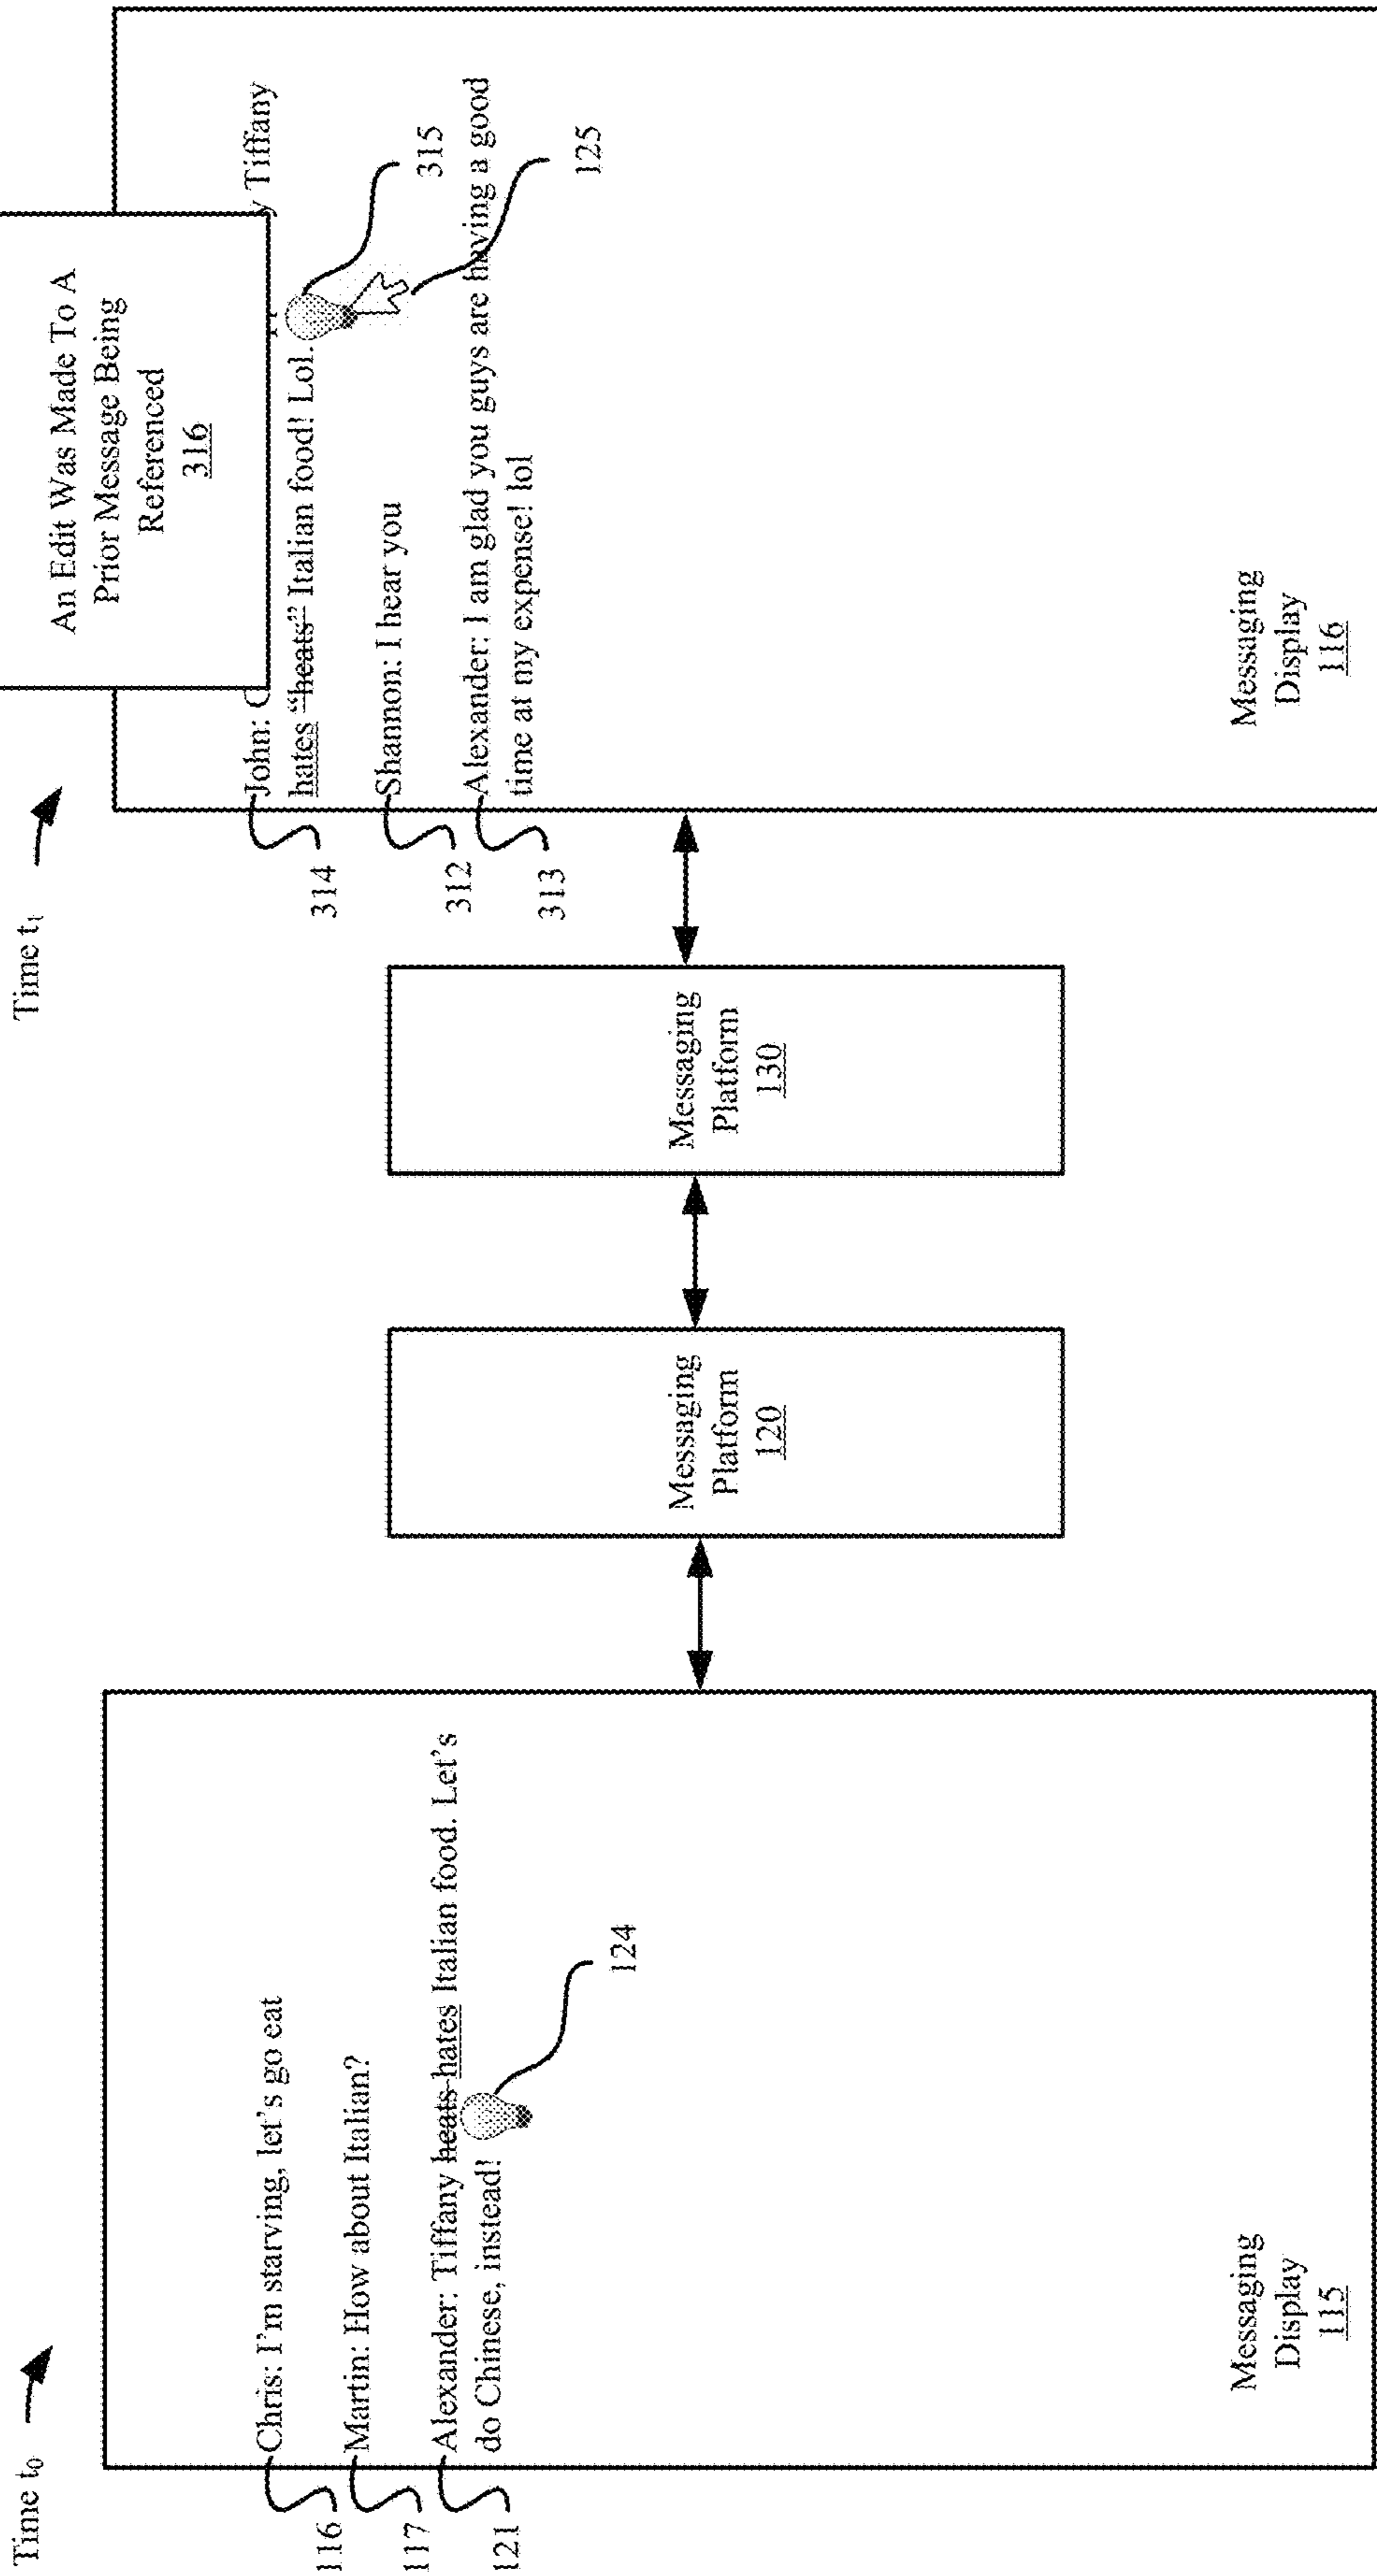 Time t0
116
Chris: I'm starving, let's go eat
117
Martin: How about Italian?
121
Alexander: Tiffany heats hates Italian food. Let's
do Chinese, instead!
124
Messaging
Display
115
Messaging
Platform
120
Messaging
Platform
130
Time t1
An Edit Was Made To A
Prior Message Being
Referenced
316
314
John:
Tiffany
hates "heats" Italian food! Lol.
315
125
312
Shannon: I hear you
313
Alexander: I am glad you guys are having a good
time at my expense! lol
Messaging
Display
116